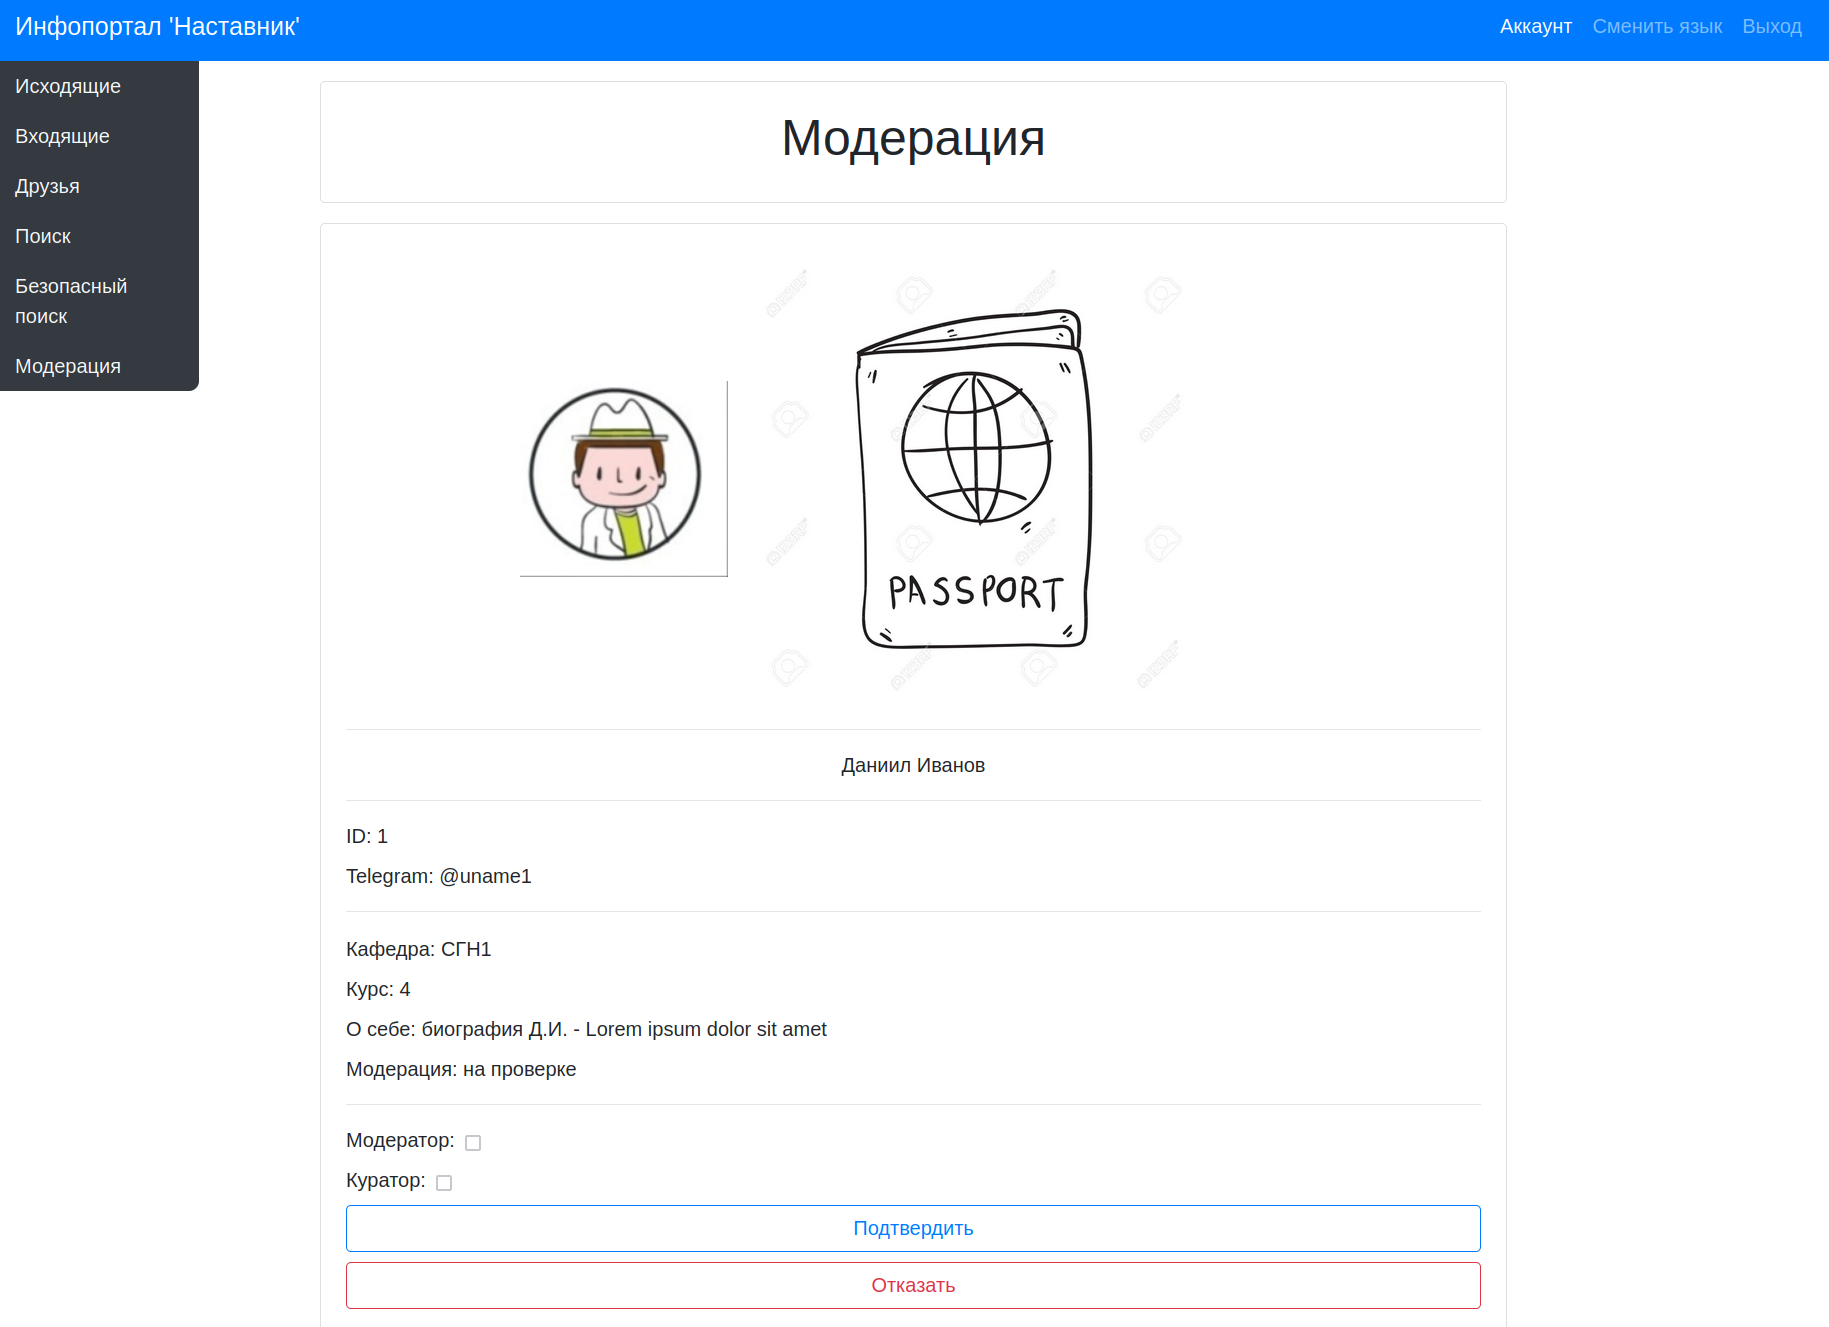 Инфопортал 'Наставник'
Аккаунт Сменить язык Выход
Исходящие
Входящие
Друзья
Поиск
Безопасный
поиск
Модерация
Модерация
PASSPORT
Даниил Иванов
ID: 1
Telegram: @uname1
Кафедра: СГН1
Курс: 4
О себе: биография Д.И. - Lorem ipsum dolor sit amet
Модерация: на проверке
Модератор:
Куратор:
Подтвердить
Отказать